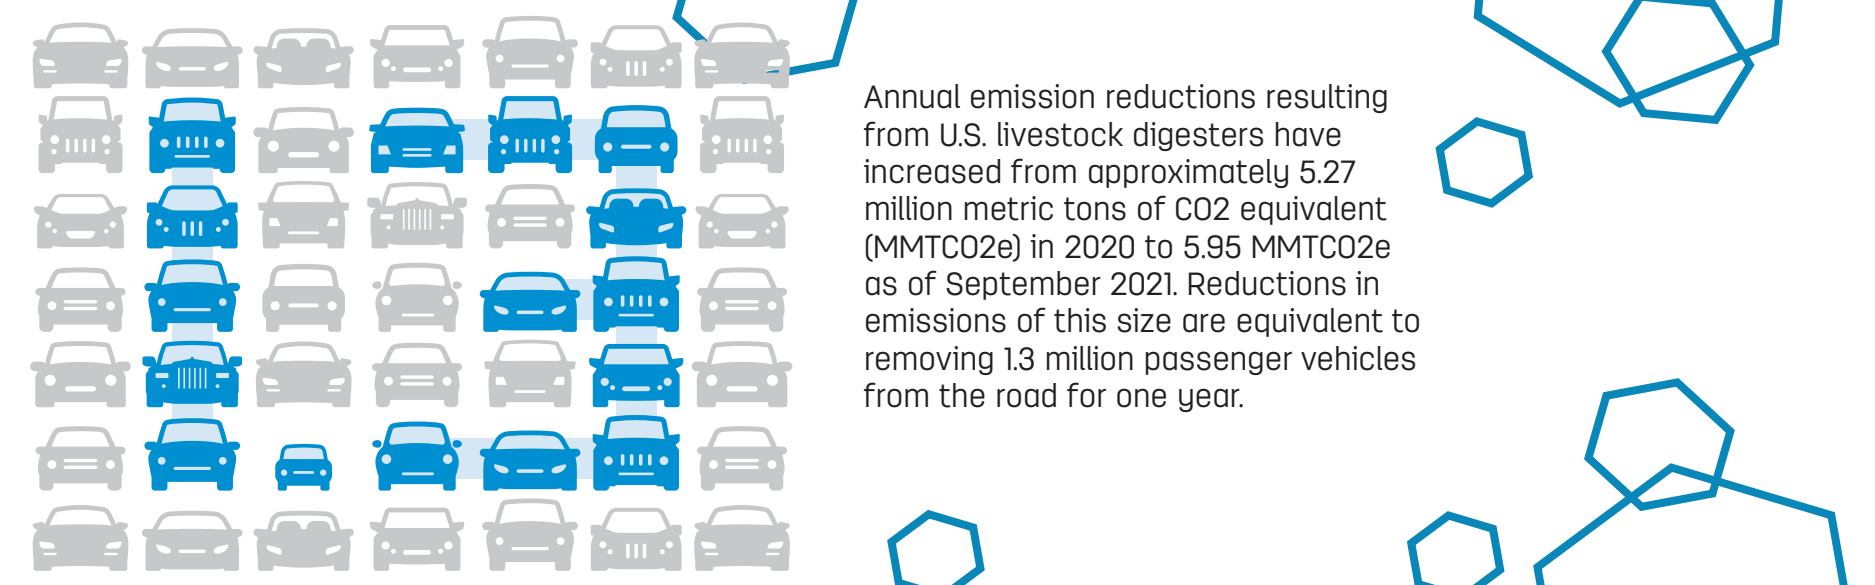 Annual emission reductions resulting
from U.S. livestock digesters have
increased from approximately 5.27
million metric tons of CO2 equivalent
(MMTCO2e) in 2020 to 5.95 MMTCO2e
as of September 2021. Reductions in
emissions of this size are equivalent to
removing 1.3 million passenger vehicles
from the road for one year.